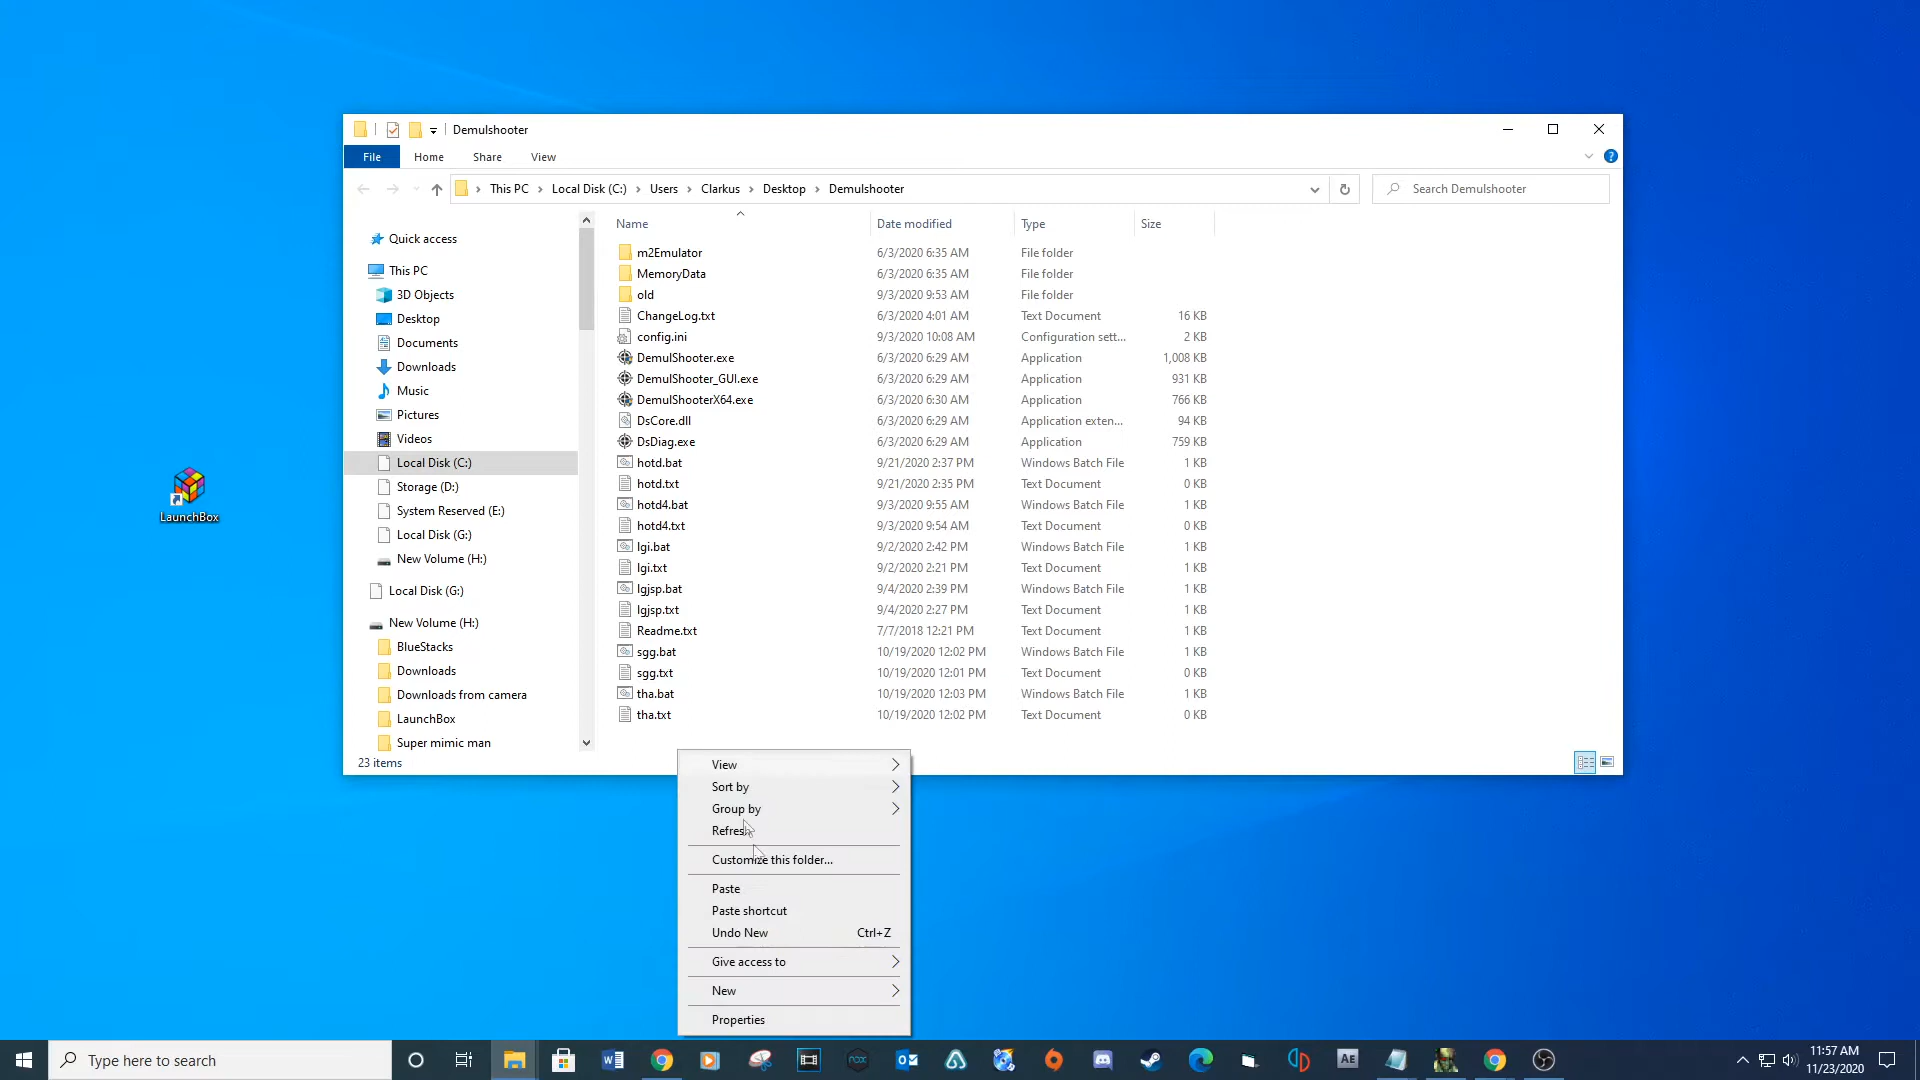 Demulshooter
File Home Share View
This PC Local Disk (C:) Users Clarkus Desktop Demulshooter
Search Demulshooter
Name Date modified Type Size
Quick access
This PC
3D Objects
Desktop
Documents
Downloads
Music
Pictures
Videos
Local Disk (C:)
Storage (D:)
System Reserved (E:)
Local Disk (G:)
New Volume (H:)
Local Disk (G:)
New Volume (H:)
BlueStacks
Downloads
Downloads from camera
LaunchBox
Super mimic man
m2Emulator 6/3/2020 6:35 AM File folder
MemoryData 6/3/2020 6:35 AM File folder
old 9/3/2020 9:53 AM File folder
ChangeLog.txt 6/3/2020 4:01 AM Text Document 16 KB
config.ini 9/3/2020 10:08 AM Configuration sett... 2 KB
DemulShooter.exe 6/3/2020 6:29 AM Application 1,008 KB
DemulShooter_GUI.exe 6/3/2020 6:29 AM Application 931 KB
DemulShooterX64.exe 6/3/2020 6:30 AM Application 766 KB
DsCore.dll 6/3/2020 6:29 AM Application exten... 94 KB
DsDiag.exe 6/3/2020 6:29 AM Application 759 KB
hotd.bat 9/21/2020 2:37 PM Windows Batch File 1 KB
hotd.txt 9/21/2020 2:35 PM Text Document 0 KB
hotd4.bat 9/3/2020 9:55 AM Windows Batch File 1 KB
hotd4.txt 9/3/2020 9:54 AM Text Document 0 KB
lgi.bat 9/2/2020 2:42 PM Windows Batch File 1 KB
lgi.txt 9/2/2020 2:21 PM Text Document 1 KB
lgjsp.bat 9/4/2020 2:39 PM Windows Batch File 1 KB
lgjsp.txt 9/4/2020 2:27 PM Text Document 1 KB
Readme.txt 7/7/2018 12:21 PM Text Document 1 KB
sgg.bat 10/19/2020 12:02 PM Windows Batch File 1 KB
sgg.txt 10/19/2020 12:01 PM Text Document 0 KB
tha.bat 10/19/2020 12:03 PM Windows Batch File 1 KB
tha.txt 10/19/2020 12:02 PM Text Document 0 KB
23 items
LaunchBox
View
Sort by
Group by
Refresh
Customize this folder...
Paste
Paste shortcut
Undo New Ctrl+Z
Give access to
New
Properties
Type here to search
nox
AE
11:57 AM
11/23/2020